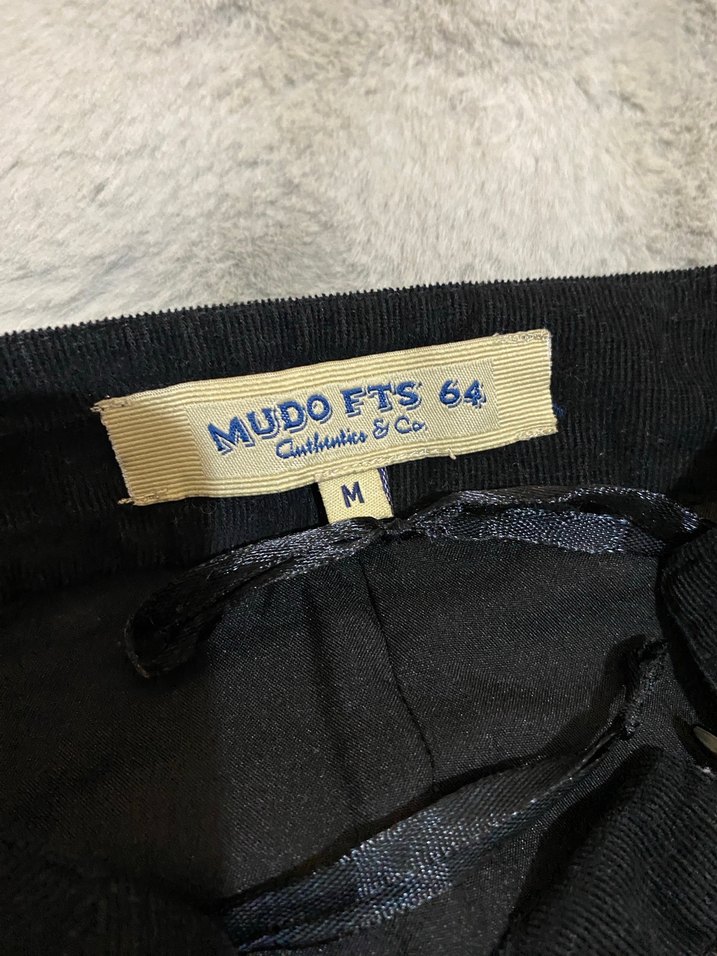 MUDO FTS 64
Authentics & Co.
M